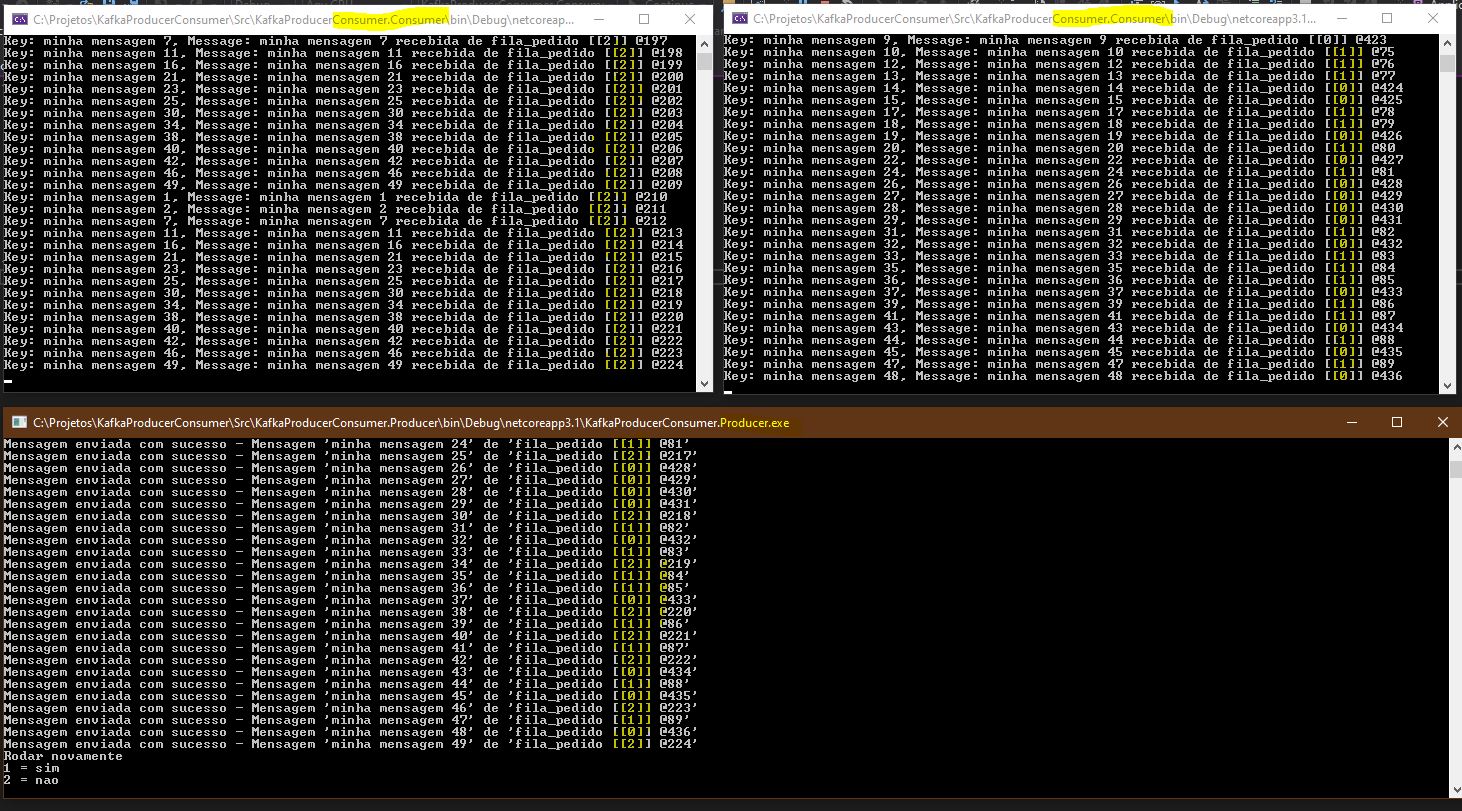 C:\Projetos\KafkaProducerConsumer\Src\KafkaProducerConsumer.Consumer\bin\Debug\netcoreap...
Key: minha mensagem 7, Message: minha mensagem 7 recebida de fila_pedido [[2]] @197
Key: minha mensagem 11, Message: minha mensagem 11 recebida de fila_pedido [[2]] @198
Key: minha mensagem 16, Message: minha mensagem 16 recebida de fila_pedido [[2]] @199
Key: minha mensagem 21, Message: minha mensagem 21 recebida de fila_pedido [[2]] @200
Key: minha mensagem 23, Message: minha mensagem 23 recebida de fila_pedido [[2]] @201
Key: minha mensagem 25, Message: minha mensagem 25 recebida de fila_pedido [[2]] @202
Key: minha mensagem 30, Message: minha mensagem 30 recebida de fila_pedido [[2]] @203
Key: minha mensagem 34, Message: minha mensagem 34 recebida de fila_pedido [[2]] @204
Key: minha mensagem 38, Message: minha mensagem 38 recebida de fila_pedido [[2]] @205
Key: minha mensagem 40, Message: minha mensagem 40 recebida de fila_pedido [[2]] @206
Key: minha mensagem 42, Message: minha mensagem 42 recebida de fila_pedido [[2]] @207
Key: minha mensagem 46, Message: minha mensagem 46 recebida de fila_pedido [[2]] @208
Key: minha mensagem 49, Message: minha mensagem 49 recebida de fila_pedido [[2]] @209
Key: minha mensagem 1, Message: minha mensagem 1 recebida de fila_pedido [[2]] @210
Key: minha mensagem 2, Message: minha mensagem 2 recebida de fila_pedido [[2]] @211
Key: minha mensagem 7, Message: minha mensagem 7 recebida de fila_pedido [[2]] @212
Key: minha mensagem 11, Message: minha mensagem 11 recebida de fila_pedido [[2]] @213
Key: minha mensagem 16, Message: minha mensagem 16 recebida de fila_pedido [[2]] @214
Key: minha mensagem 21, Message: minha mensagem 21 recebida de fila_pedido [[2]] @215
Key: minha mensagem 23, Message: minha mensagem 23 recebida de fila_pedido [[2]] @216
Key: minha mensagem 25, Message: minha mensagem 25 recebida de fila_pedido [[2]] @217
Key: minha mensagem 30, Message: minha mensagem 30 recebida de fila_pedido [[2]] @218
Key: minha mensagem 34, Message: minha mensagem 34 recebida de fila_pedido [[2]] @219
Key: minha mensagem 38, Message: minha mensagem 38 recebida de fila_pedido [[2]] @220
Key: minha mensagem 40, Message: minha mensagem 40 recebida de fila_pedido [[2]] @221
Key: minha mensagem 42, Message: minha mensagem 42 recebida de fila_pedido [[2]] @222
Key: minha mensagem 46, Message: minha mensagem 46 recebida de fila_pedido [[2]] @223
Key: minha mensagem 49, Message: minha mensagem 49 recebida de fila_pedido [[2]] @224
C:\Projetos\KafkaProducerConsumer\Src\KafkaProducerConsumer.Consumer\bin\Debug\netcoreapp3.1...
Key: minha mensagem 9, Message: minha mensagem 9 recebida de fila_pedido [[0]] @423
Key: minha mensagem 10, Message: minha mensagem 10 recebida de fila_pedido [[1]] @75
Key: minha mensagem 12, Message: minha mensagem 12 recebida de fila_pedido [[1]] @76
Key: minha mensagem 13, Message: minha mensagem 13 recebida de fila_pedido [[1]] @77
Key: minha mensagem 14, Message: minha mensagem 14 recebida de fila_pedido [[0]] @424
Key: minha mensagem 15, Message: minha mensagem 15 recebida de fila_pedido [[0]] @425
Key: minha mensagem 17, Message: minha mensagem 17 recebida de fila_pedido [[1]] @78
Key: minha mensagem 18, Message: minha mensagem 18 recebida de fila_pedido [[1]] @79
Key: minha mensagem 19, Message: minha mensagem 19 recebida de fila_pedido [[0]] @426
Key: minha mensagem 20, Message: minha mensagem 20 recebida de fila_pedido [[1]] @80
Key: minha mensagem 22, Message: minha mensagem 22 recebida de fila_pedido [[0]] @427
Key: minha mensagem 24, Message: minha mensagem 24 recebida de fila_pedido [[1]] @81
Key: minha mensagem 26, Message: minha mensagem 26 recebida de fila_pedido [[0]] @428
Key: minha mensagem 27, Message: minha mensagem 27 recebida de fila_pedido [[0]] @429
Key: minha mensagem 28, Message: minha mensagem 28 recebida de fila_pedido [[0]] @430
Key: minha mensagem 29, Message: minha mensagem 29 recebida de fila_pedido [[0]] @431
Key: minha mensagem 31, Message: minha mensagem 31 recebida de fila_pedido [[1]] @82
Key: minha mensagem 32, Message: minha mensagem 32 recebida de fila_pedido [[0]] @432
Key: minha mensagem 33, Message: minha mensagem 33 recebida de fila_pedido [[1]] @83
Key: minha mensagem 35, Message: minha mensagem 35 recebida de fila_pedido [[1]] @84
Key: minha mensagem 36, Message: minha mensagem 36 recebida de fila_pedido [[1]] @85
Key: minha mensagem 37, Message: minha mensagem 37 recebida de fila_pedido [[0]] @433
Key: minha mensagem 39, Message: minha mensagem 39 recebida de fila_pedido [[1]] @86
Key: minha mensagem 41, Message: minha mensagem 41 recebida de fila_pedido [[1]] @87
Key: minha mensagem 43, Message: minha mensagem 43 recebida de fila_pedido [[0]] @434
Key: minha mensagem 44, Message: minha mensagem 44 recebida de fila_pedido [[1]] @88
Key: minha mensagem 45, Message: minha mensagem 45 recebida de fila_pedido [[0]] @435
Key: minha mensagem 47, Message: minha mensagem 47 recebida de fila_pedido [[1]] @89
Key: minha mensagem 48, Message: minha mensagem 48 recebida de fila_pedido [[0]] @436
C:\Projetos\KafkaProducerConsumer\Src\KafkaProducerConsumer.Producer\bin\Debug\netcoreapp3.1\KafkaProducerConsumer.Producer.exe
Mensagem enviada com sucesso - Mensagem 'minha mensagem 24' de 'fila_pedido [[1]] @81'
Mensagem enviada com sucesso - Mensagem 'minha mensagem 25' de 'fila_pedido [[2]] @217'
Mensagem enviada com sucesso - Mensagem 'minha mensagem 26' de 'fila_pedido [[0]] @428'
Mensagem enviada com sucesso - Mensagem 'minha mensagem 27' de 'fila_pedido [[0]] @429'
Mensagem enviada com sucesso - Mensagem 'minha mensagem 28' de 'fila_pedido [[0]] @430'
Mensagem enviada com sucesso - Mensagem 'minha mensagem 29' de 'fila_pedido [[0]] @431'
Mensagem enviada com sucesso - Mensagem 'minha mensagem 30' de 'fila_pedido [[2]] @218'
Mensagem enviada com sucesso - Mensagem 'minha mensagem 31' de 'fila_pedido [[1]] @82'
Mensagem enviada com sucesso - Mensagem 'minha mensagem 32' de 'fila_pedido [[0]] @432'
Mensagem enviada com sucesso - Mensagem 'minha mensagem 33' de 'fila_pedido [[1]] @83'
Mensagem enviada com sucesso - Mensagem 'minha mensagem 34' de 'fila_pedido [[2]] @219'
Mensagem enviada com sucesso - Mensagem 'minha mensagem 35' de 'fila_pedido [[1]] @84'
Mensagem enviada com sucesso - Mensagem 'minha mensagem 36' de 'fila_pedido [[1]] @85'
Mensagem enviada com sucesso - Mensagem 'minha mensagem 37' de 'fila_pedido [[0]] @433'
Mensagem enviada com sucesso - Mensagem 'minha mensagem 38' de 'fila_pedido [[2]] @220'
Mensagem enviada com sucesso - Mensagem 'minha mensagem 39' de 'fila_pedido [[1]] @86'
Mensagem enviada com sucesso - Mensagem 'minha mensagem 40' de 'fila_pedido [[2]] @221'
Mensagem enviada com sucesso - Mensagem 'minha mensagem 41' de 'fila_pedido [[1]] @87'
Mensagem enviada com sucesso - Mensagem 'minha mensagem 42' de 'fila_pedido [[2]] @222'
Mensagem enviada com sucesso - Mensagem 'minha mensagem 43' de 'fila_pedido [[0]] @434'
Mensagem enviada com sucesso - Mensagem 'minha mensagem 44' de 'fila_pedido [[1]] @88'
Mensagem enviada com sucesso - Mensagem 'minha mensagem 45' de 'fila_pedido [[0]] @435'
Mensagem enviada com sucesso - Mensagem 'minha mensagem 46' de 'fila_pedido [[2]] @223'
Mensagem enviada com sucesso - Mensagem 'minha mensagem 47' de 'fila_pedido [[1]] @89'
Mensagem enviada com sucesso - Mensagem 'minha mensagem 48' de 'fila_pedido [[0]] @436'
Mensagem enviada com sucesso - Mensagem 'minha mensagem 49' de 'fila_pedido [[2]] @224'
Rodar novamente
1 = sim
2 = nao